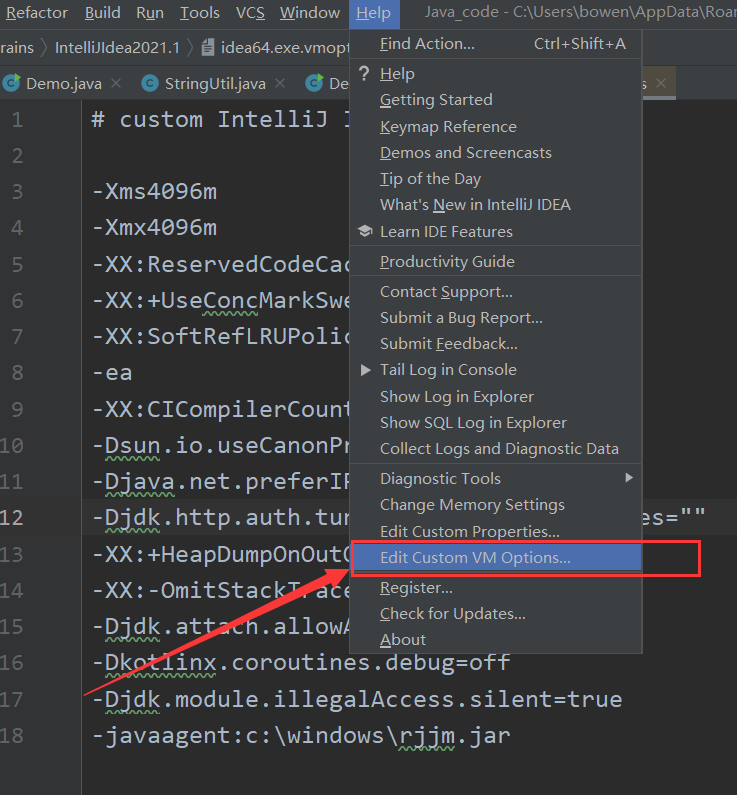 Refactor Build Run Tools VCS Window Help Java_code - C:\Users\bowen\AppData\Roar
rains IntelliJIdea2021.1 idea64.exe.vmopt
Demo.java StringUtil.java De s
Find Action... Ctrl+Shift+A
Help
Getting Started
Keymap Reference
Demos and Screencasts
Tip of the Day
What's New in IntelliJ IDEA
Learn IDE Features
Productivity Guide
Contact Support...
Submit a Bug Report...
Submit Feedback...
Tail Log in Console
Show Log in Explorer
Show SQL Log in Explorer
Collect Logs and Diagnostic Data
Diagnostic Tools
Change Memory Settings
Edit Custom Properties...
Edit Custom VM Options...
Register...
Check for Updates...
About
1 # custom IntelliJ I
2
3 -Xms4096m
4 -Xmx4096m
5 -XX:ReservedCodeCac
6 -XX:+UseConcMarkSwe
7 -XX:SoftRefLRUPolic
8 -ea
9 -XX:CICompilerCount
10 -Dsun.io.useCanonPr
11 -Djava.net.preferIP
12 -Djdk.http.auth.tun es=""
13 -XX:+HeapDumpOnOutO
14 -XX:-OmitStackTrace
15 -Djdk.attach.allowA
16 -Dkotlinx.coroutines.debug=off
17 -Djdk.module.illegalAccess.silent=true
18 -javaagent:c:\windows\rjjm.jar